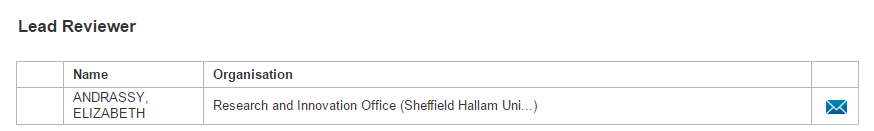 Lead Reviewer
Name Organisation
ANDRASSY,
ELIZABETH
Research and Innovation Office (Sheffield Hallam Uni...)